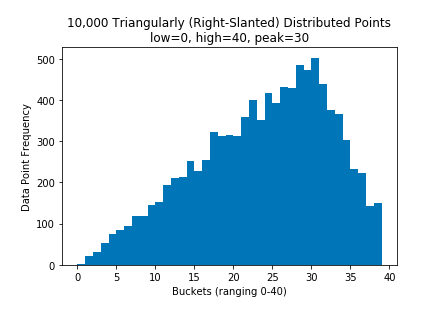 10,000 Triangularly (Right-Slanted) Distributed Points
low=0, high=40, peak=30
500
400
300
200
100
0
Data Point Frequency
0 5 10 15 20 25 30 35 40
Buckets (ranging 0-40)